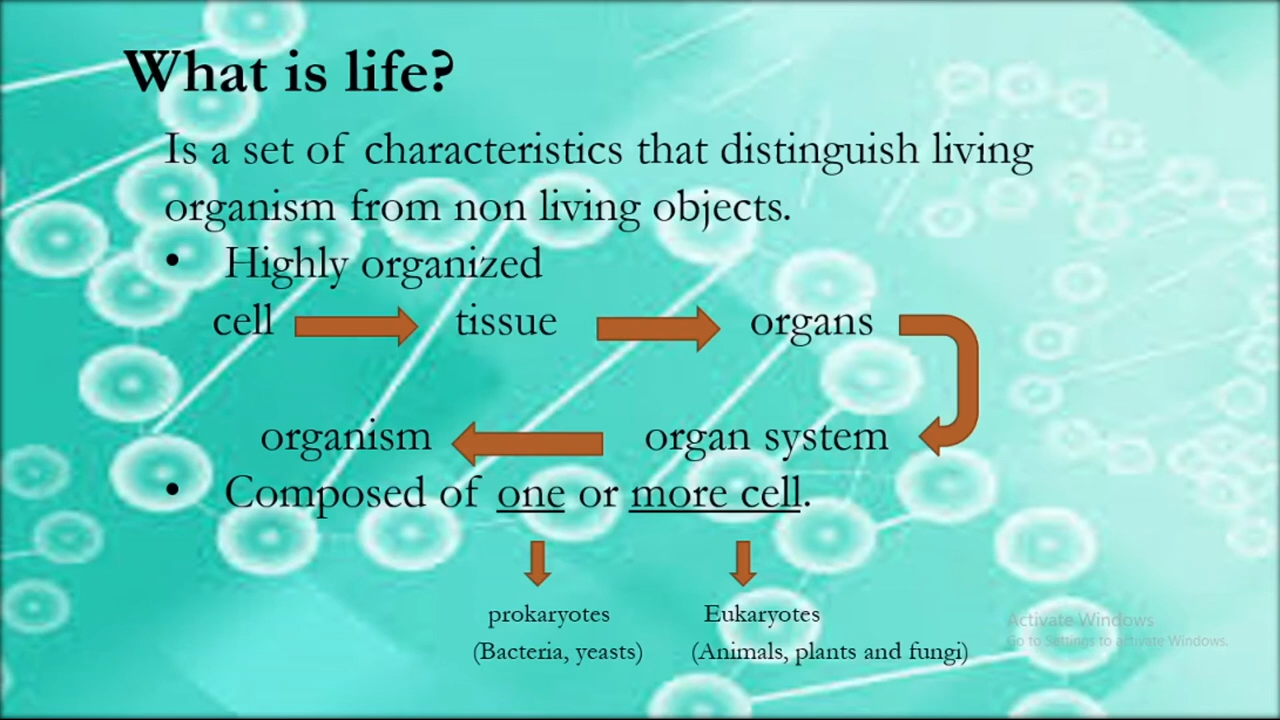 What is life?
Is a set of characteristics that distinguish living
organism from non living objects.
• Highly organized
cell tissue organs
organism organ system
• Composed of one or more cell.
prokaryotes Eukaryotes
(Bacteria, yeasts) (Animals, plants and fungi)
Activate Windows
Go to Settings to activate Windows.